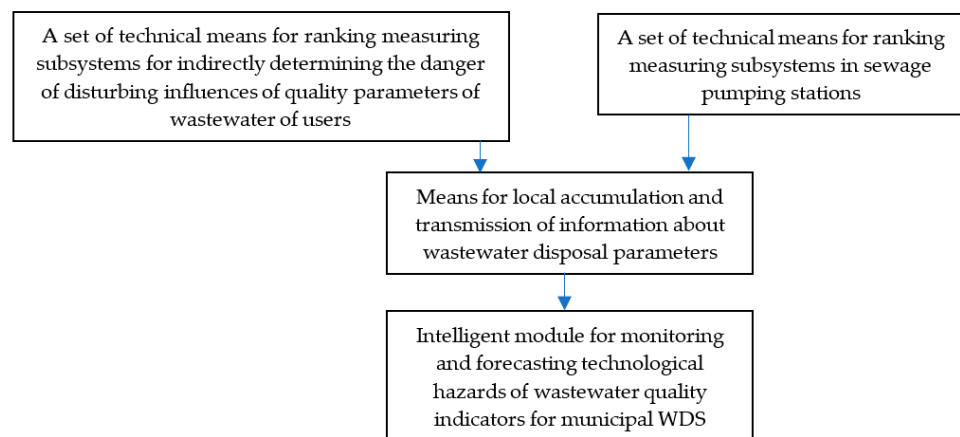 A set of technical means for ranking measuring
subsystems for indirectly determining the danger
of disturbing influences of quality parameters of
wastewater of users
A set of technical means for ranking
measuring subsystems in sewage
pumping stations
Means for local accumulation and
transmission of information about
wastewater disposal parameters
Intelligent module for monitoring
and forecasting technological
hazards of wastewater quality
indicators for municipal WDS